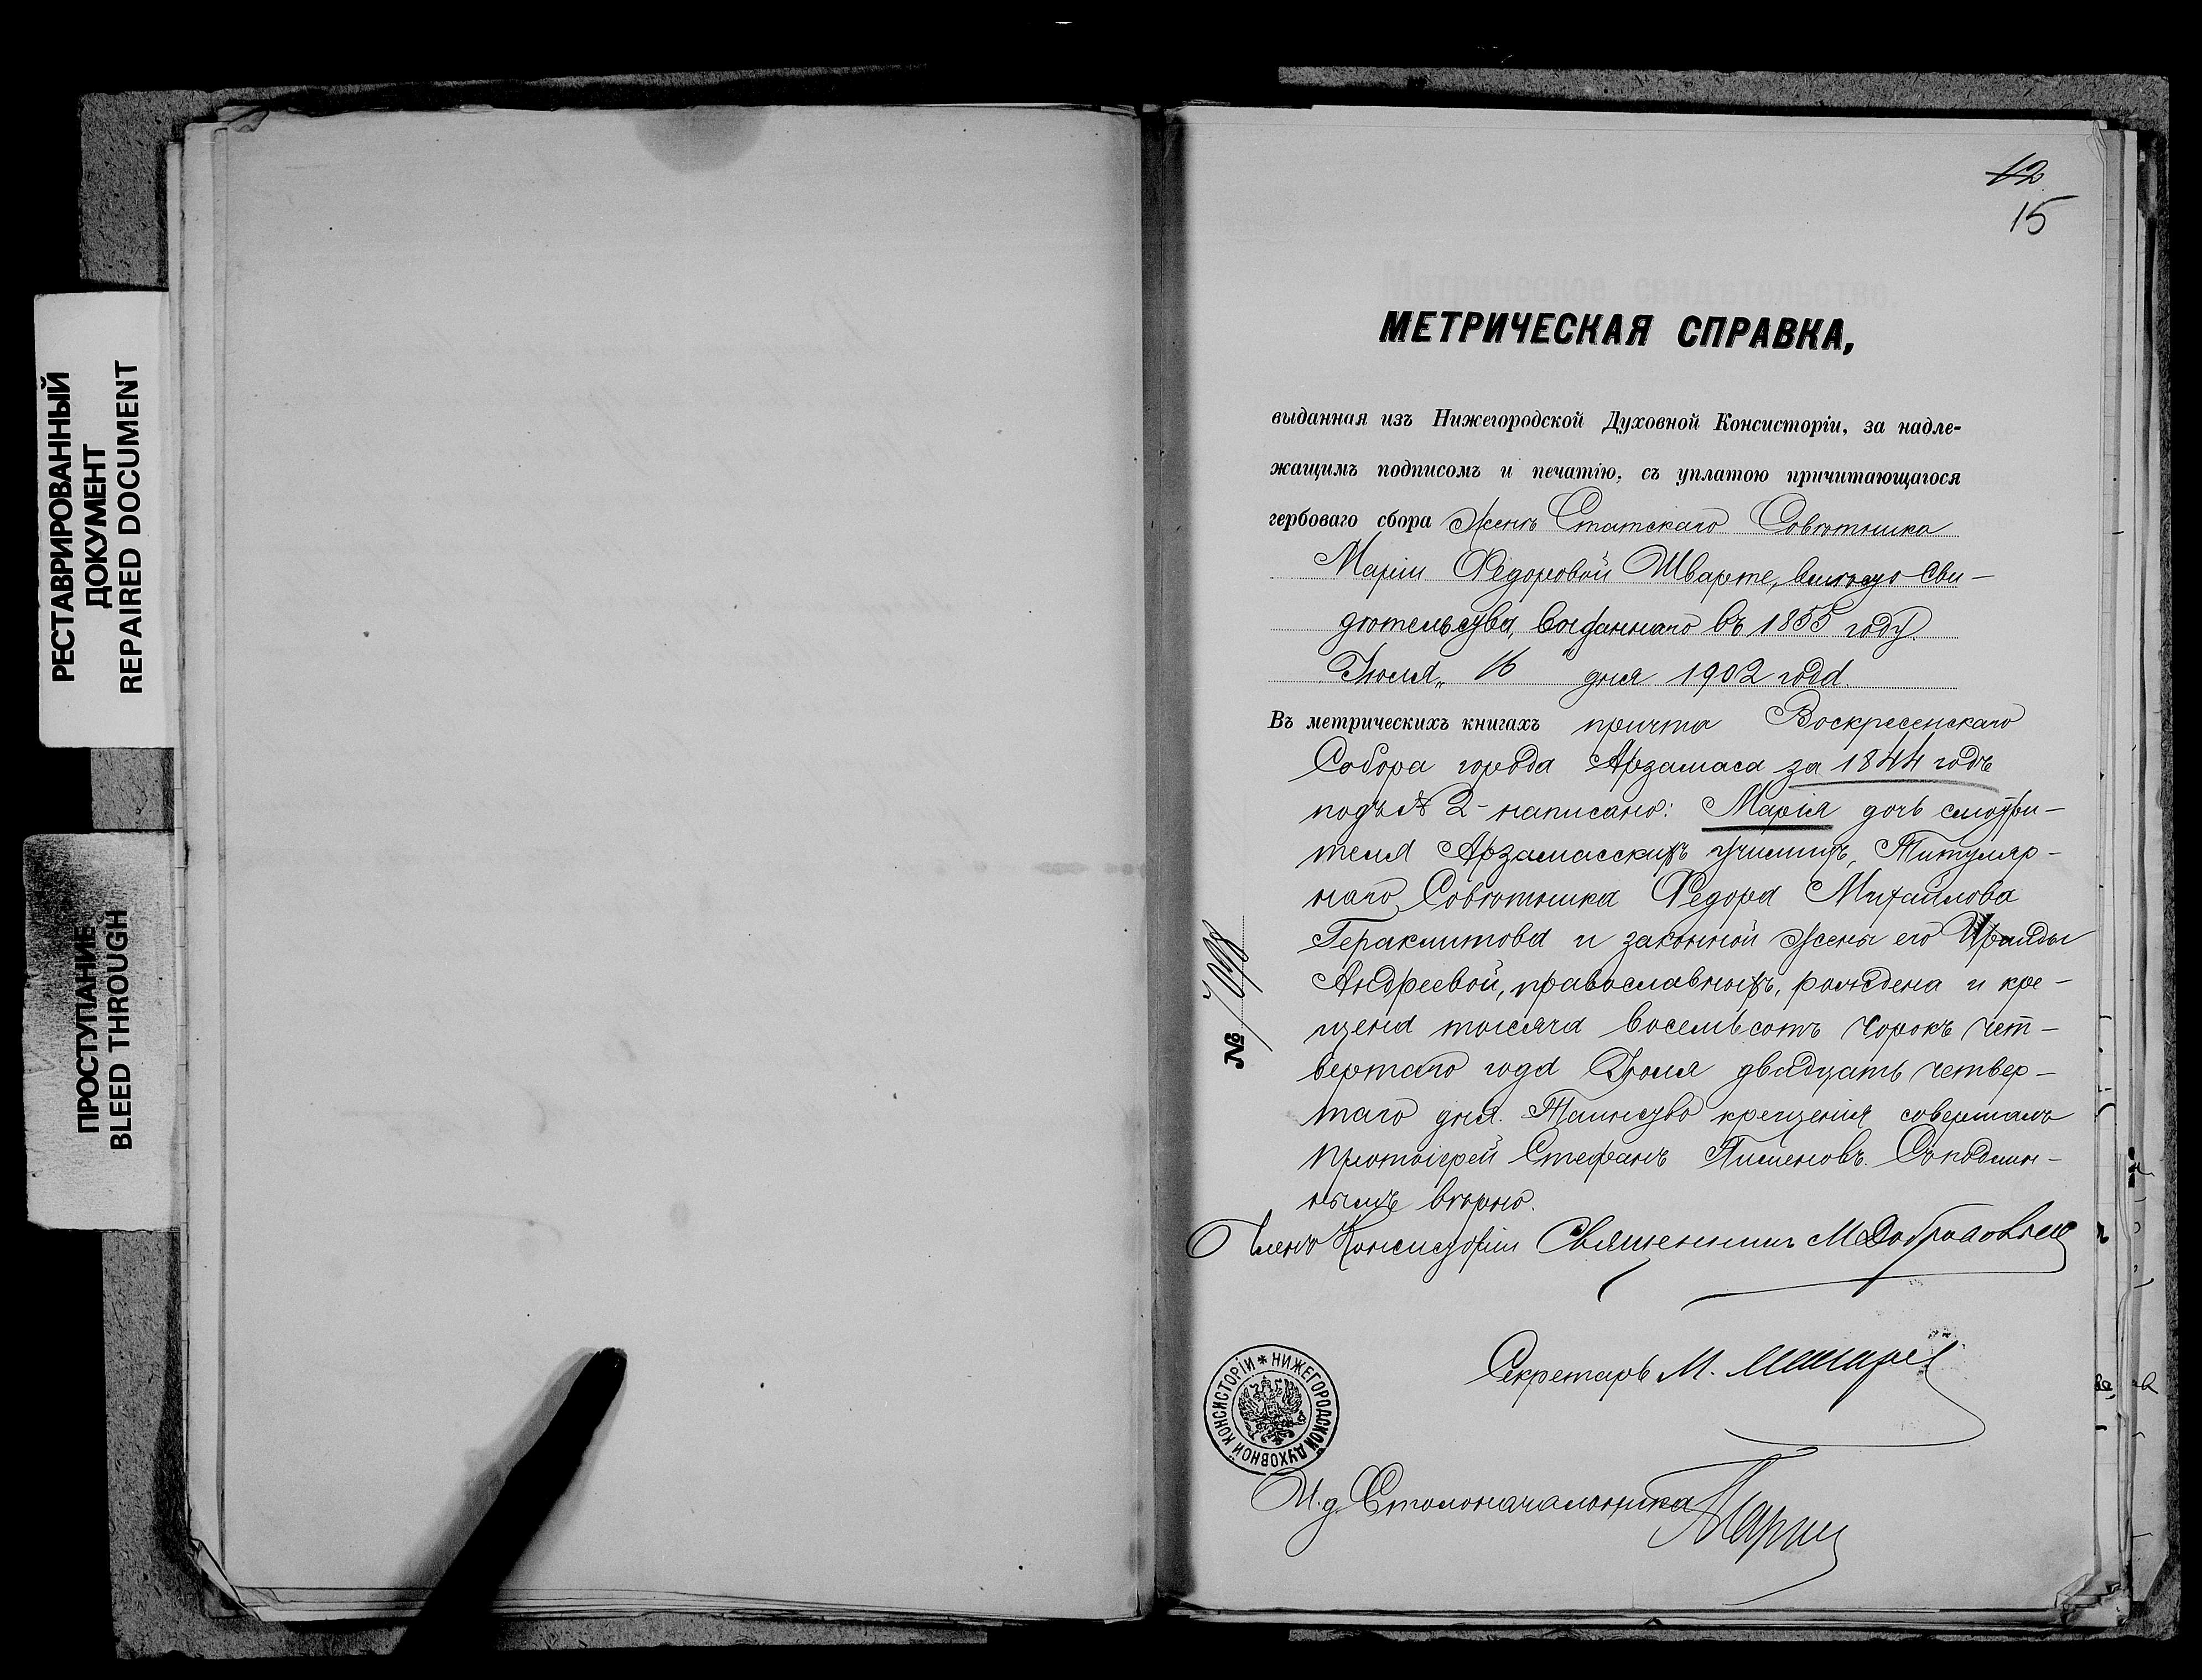 РЕСТАВРИРОВАННЫЙ
ДОКУМЕНТ
REPAIRED DOCUMENT
ПРОСТУПАНИЕ
BLEED THROUGH
12
15
МЕТРИЧЕСКАЯ СПРАВКА,
выданная изъ Нижегородской Духовной Консисторіи, за надле-
жащимъ подписомъ и печатію, съ уплатою причитающагося
гербоваго сбора Женѣ Статскаго Совѣтника
Маріи Ѳедоровой Шварте, вмѣсто сви-
дѣтельства, выданнаго въ 1855 году.
Іюля „16 дня 1902 года
Въ метрическихъ книгахъ причта Воскресенскаго
Собора города Арзамаса за 1844 годъ
подъ № 2 - написано: Марія дочь смотри-
теля Арзамасскихъ училищъ, Титуляр-
наго Совѣтника Ѳедора Михайлова
Гераклитова и законной жены его Ираиды
Андреевой, православныхъ, рождена и кре-
щена тысяча восемьсотъ сорокъ чет-
вертаго года Іюля двадцать четвер-
таго дня. Таинство крещенія совершалъ
Протоіерей Стефанъ Пименовъ. Съ подлин-
нымъ вѣрно.
№ 7098
Членъ Консисторіи Священникъ М.
Секретарь М.
НИЖЕГОРОДСКОЙ ДУХОВНОЙ КОНСИСТОРІИ
И.д. Столоначальника